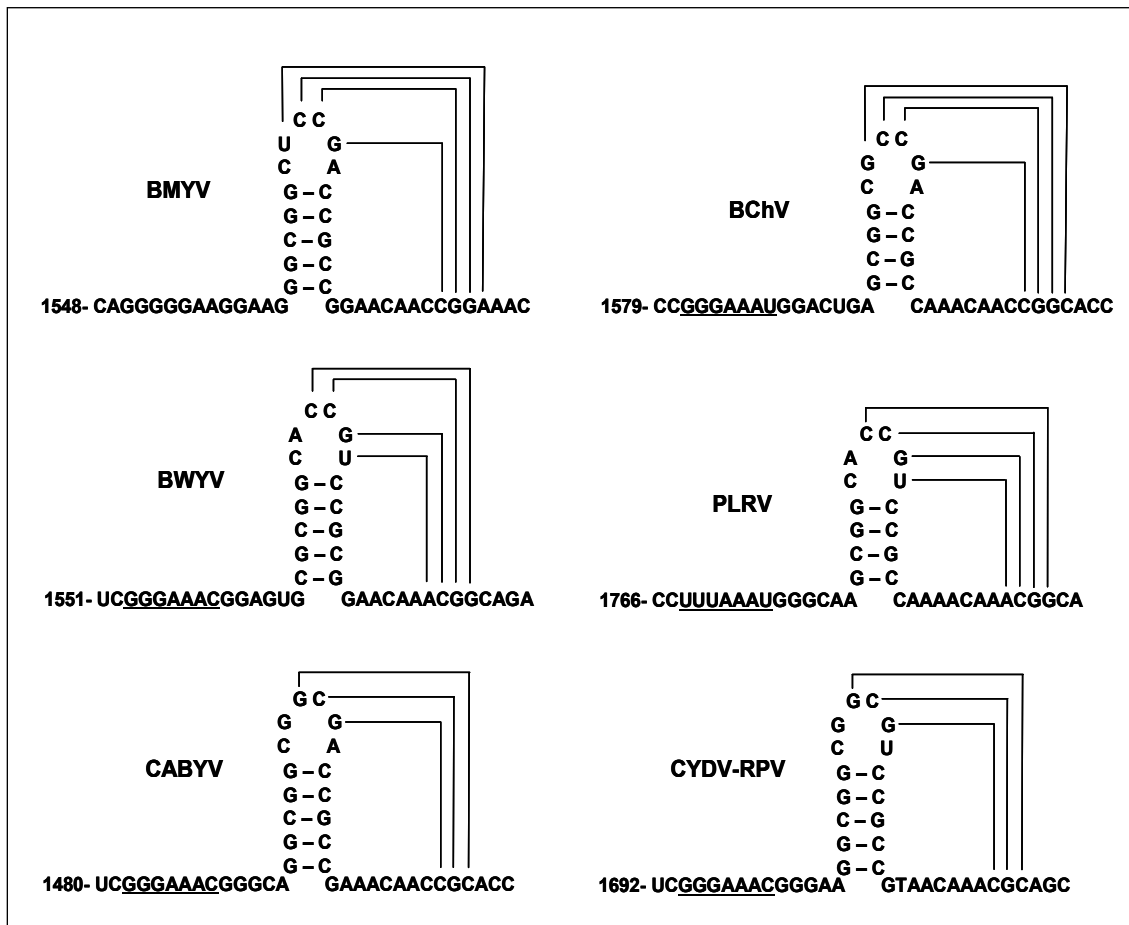 C C
U G
C A
BMYV G – C
G – C
C – G
G – C
G – C
1548- CAGGGGGAAGGAAG GGAACAACCGGAAAC
C C
G G
C A
BChV G – C
G – C
C – G
G – C
1579- CCGGGAAAUGGACUGA CAAACAACCGGCACC
C C
A G
C U
BWYV G – C
G – C
C – G
G – C
C – G
1551- UCGGGAAACGGAGUG GAACAAACGGCAGA
C C
A G
C U
PLRV G – C
G – C
C – G
G – C
1766- CCUUUAAAUGGGCAA CAAAACAAACGGCA
G C
G G
C A
CABYV G – C
G – C
C – G
G – C
G – C
1480- UCGGGAAACGGGCA GAAACAACCGCACC
G C
G G
C U
CYDV-RPV G – C
G – C
C – G
G – C
G – C
1692- UCGGGAAACGGGAA GTAACAAACGCAGC